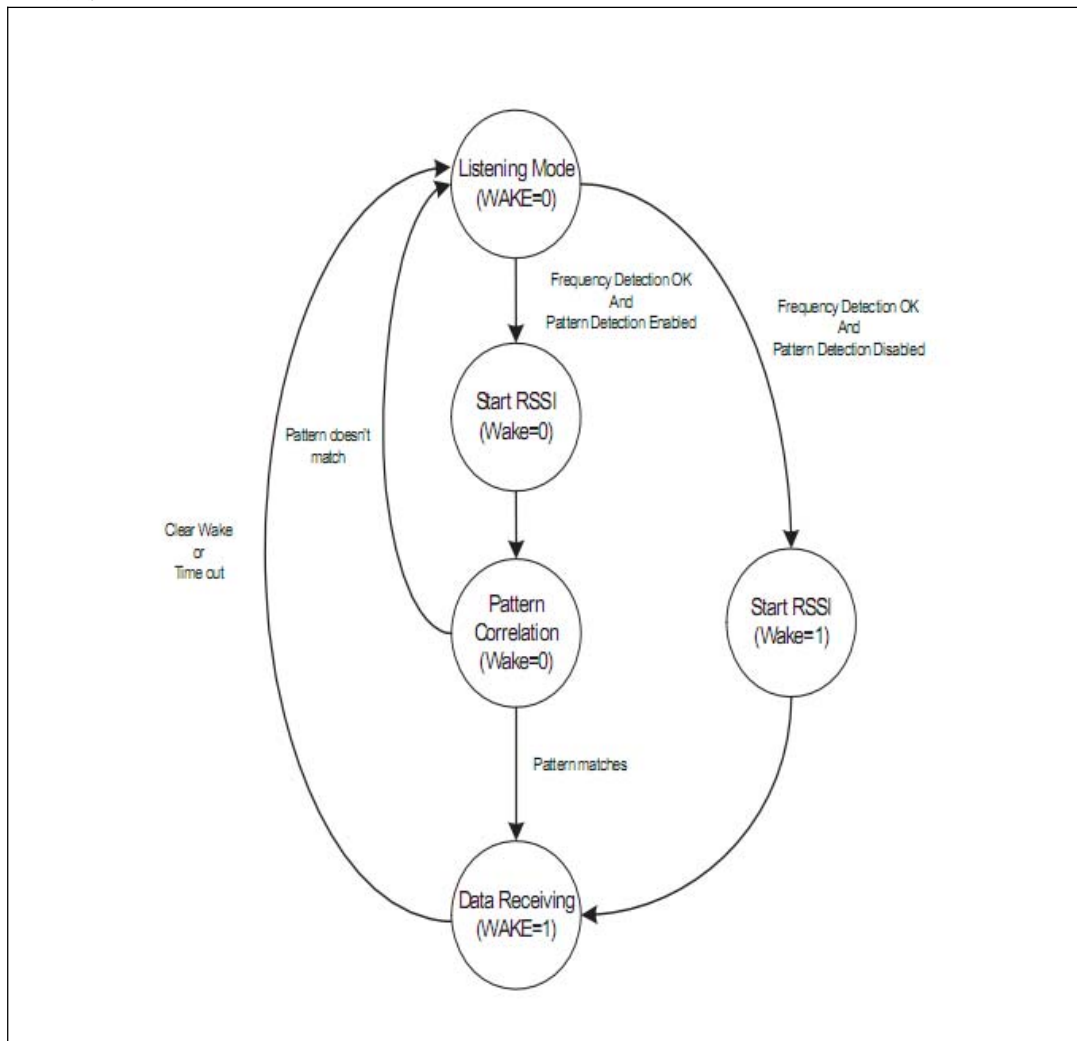 Listening Mode
(WAKE=0)
Frequency Detection OK
And
Pattern Detection Enabled
Frequency Detection OK
And
Pattern Detection Disabled
Start RSSI
(Wake=0)
Pattern doesn't
match
Clear Wake
or
Time out
Pattern
Correlation
(Wake=0)
Start RSSI
(Wake=1)
Pattern matches
Data Receiving
(WAKE=1)